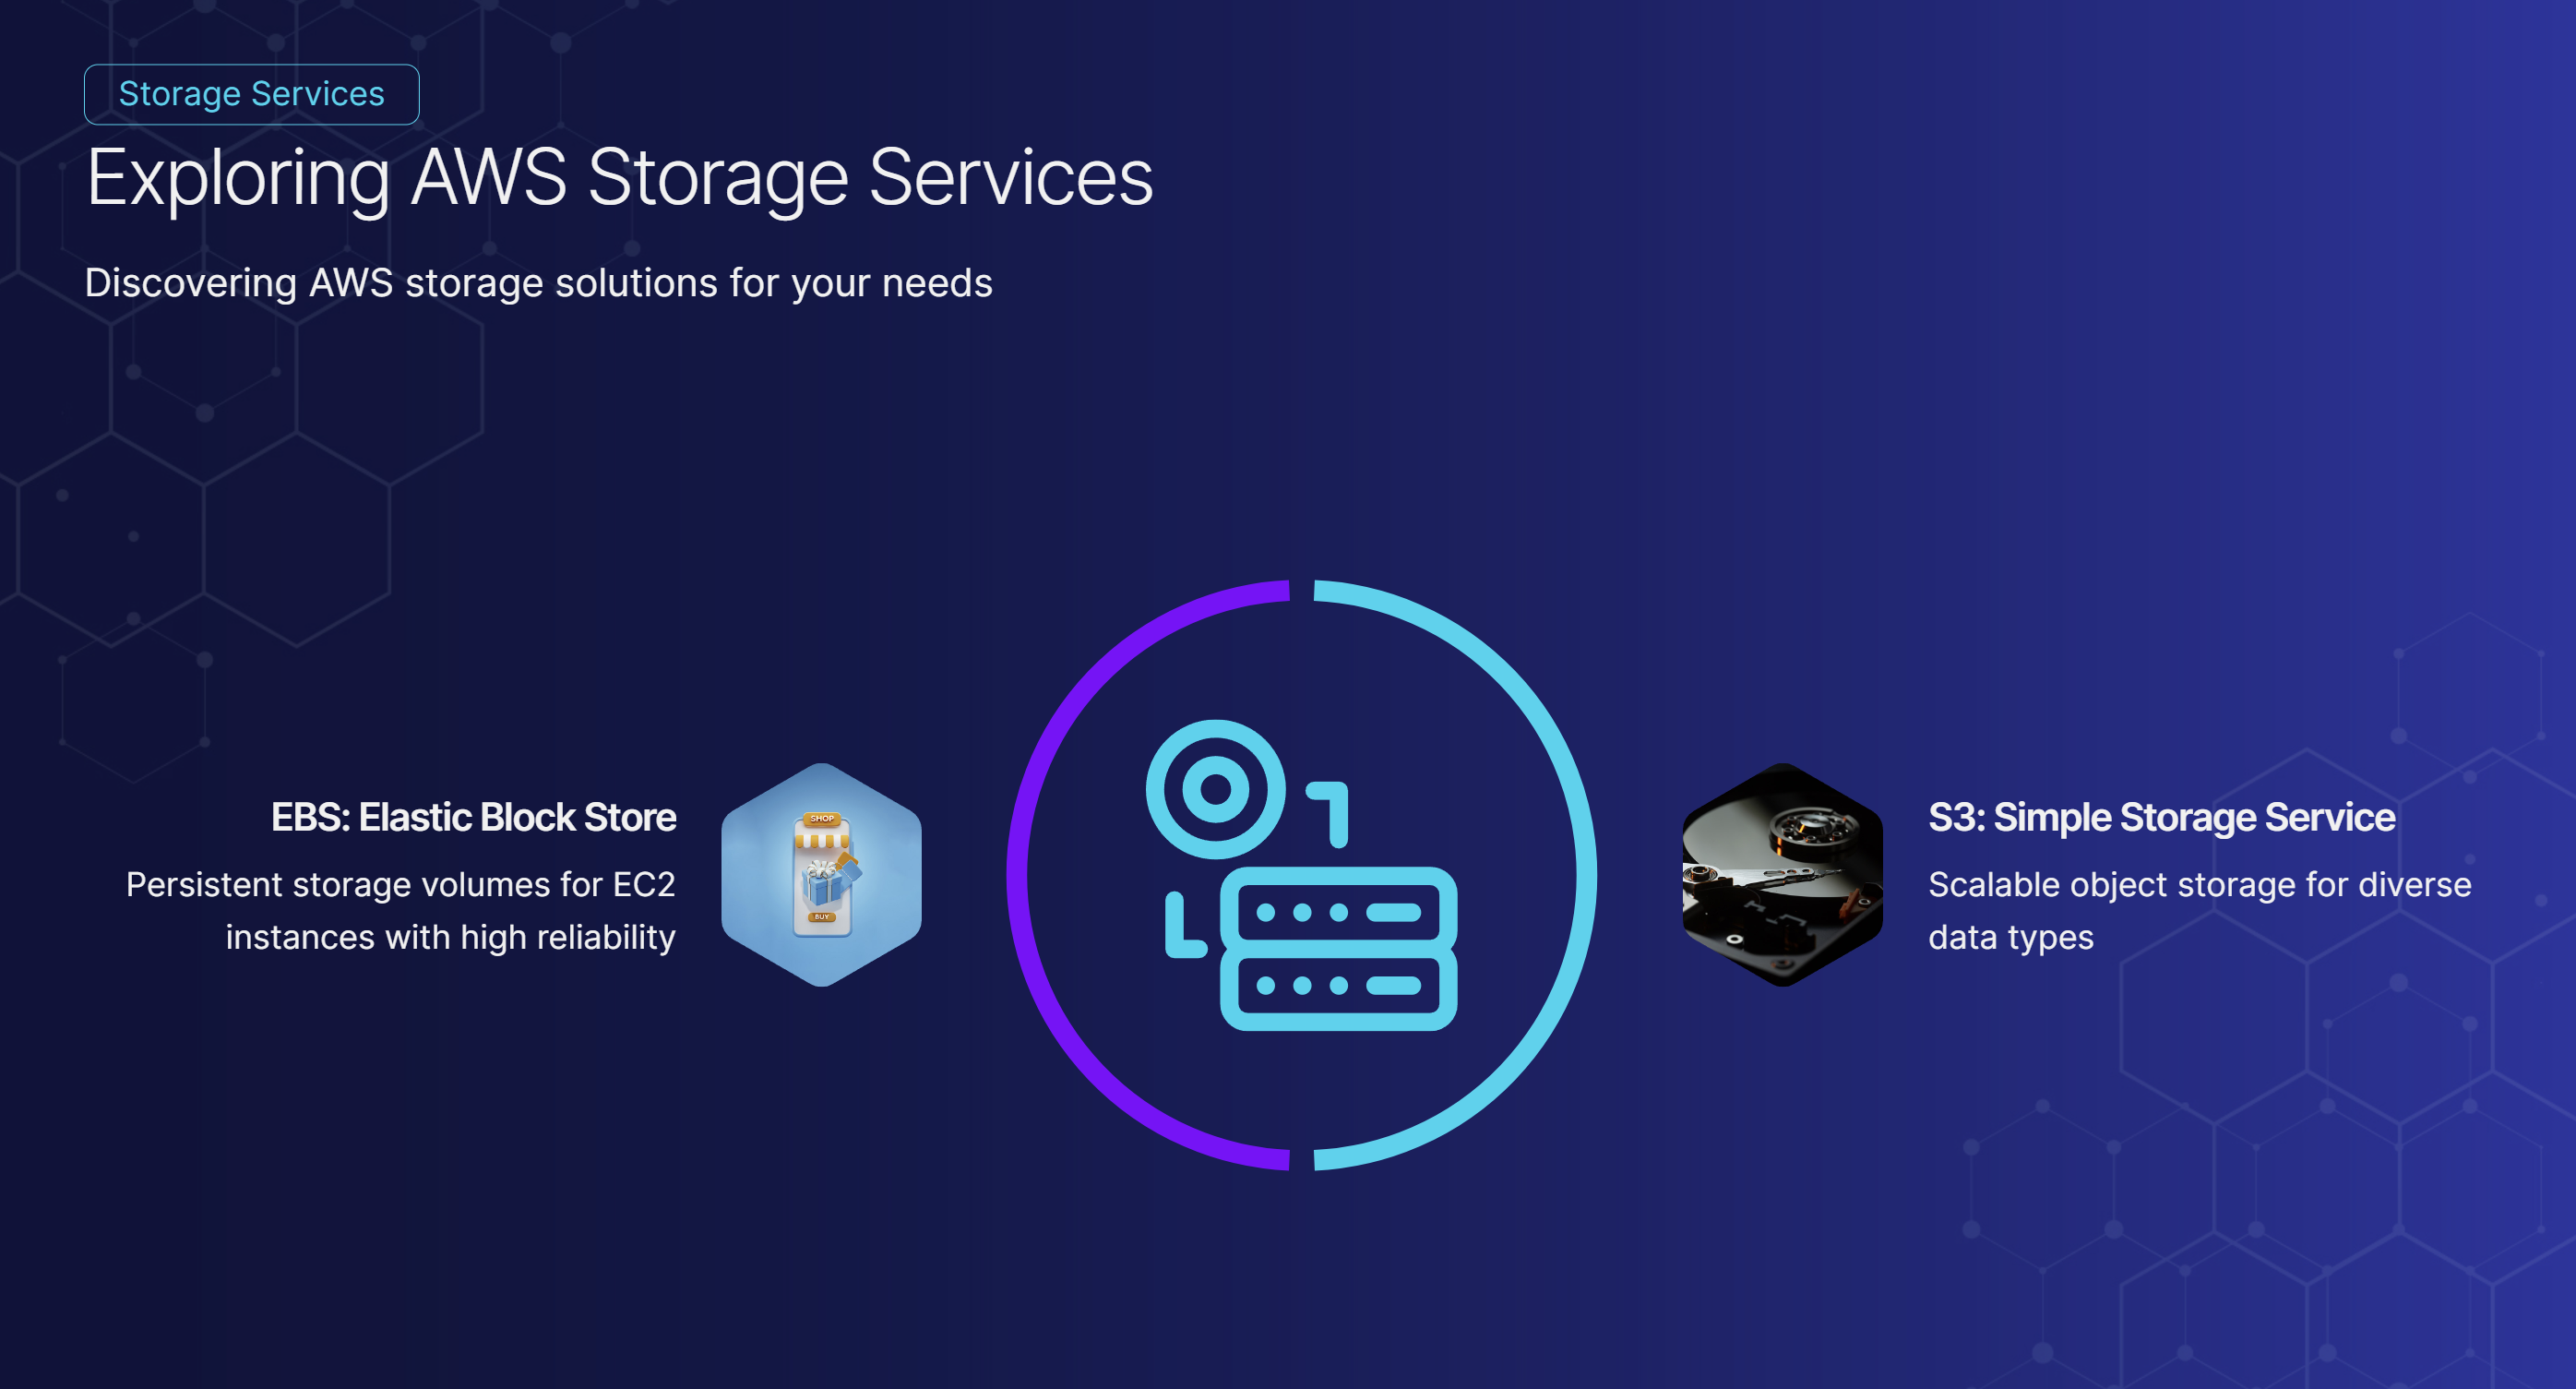 Storage Services
Exploring AWS Storage Services
Discovering AWS storage solutions for your needs
EBS: Elastic Block Store
Persistent storage volumes for EC2
instances with high reliability
SHOP
BUY
S3: Simple Storage Service
Scalable object storage for diverse
data types